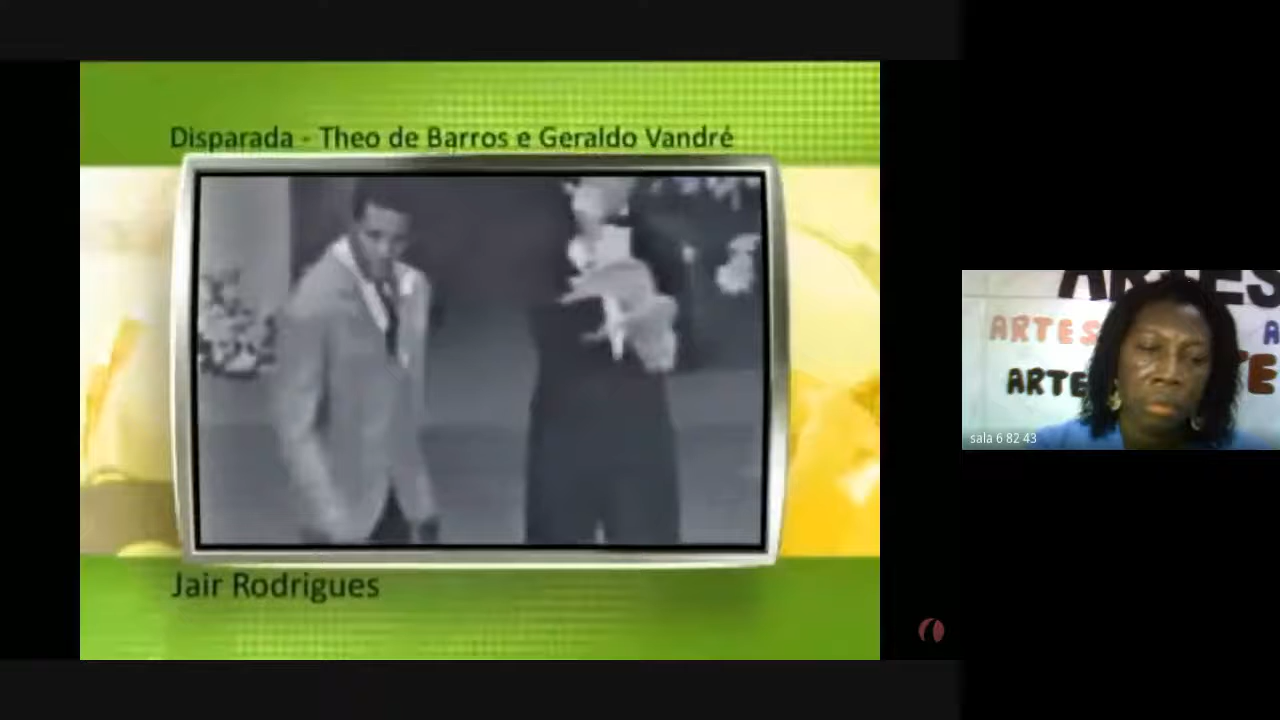 Disparada - Theo de Barros e Geraldo Vandré
Jair Rodrigues
ARTES
ARTES
ARTE
sala 6 82 43